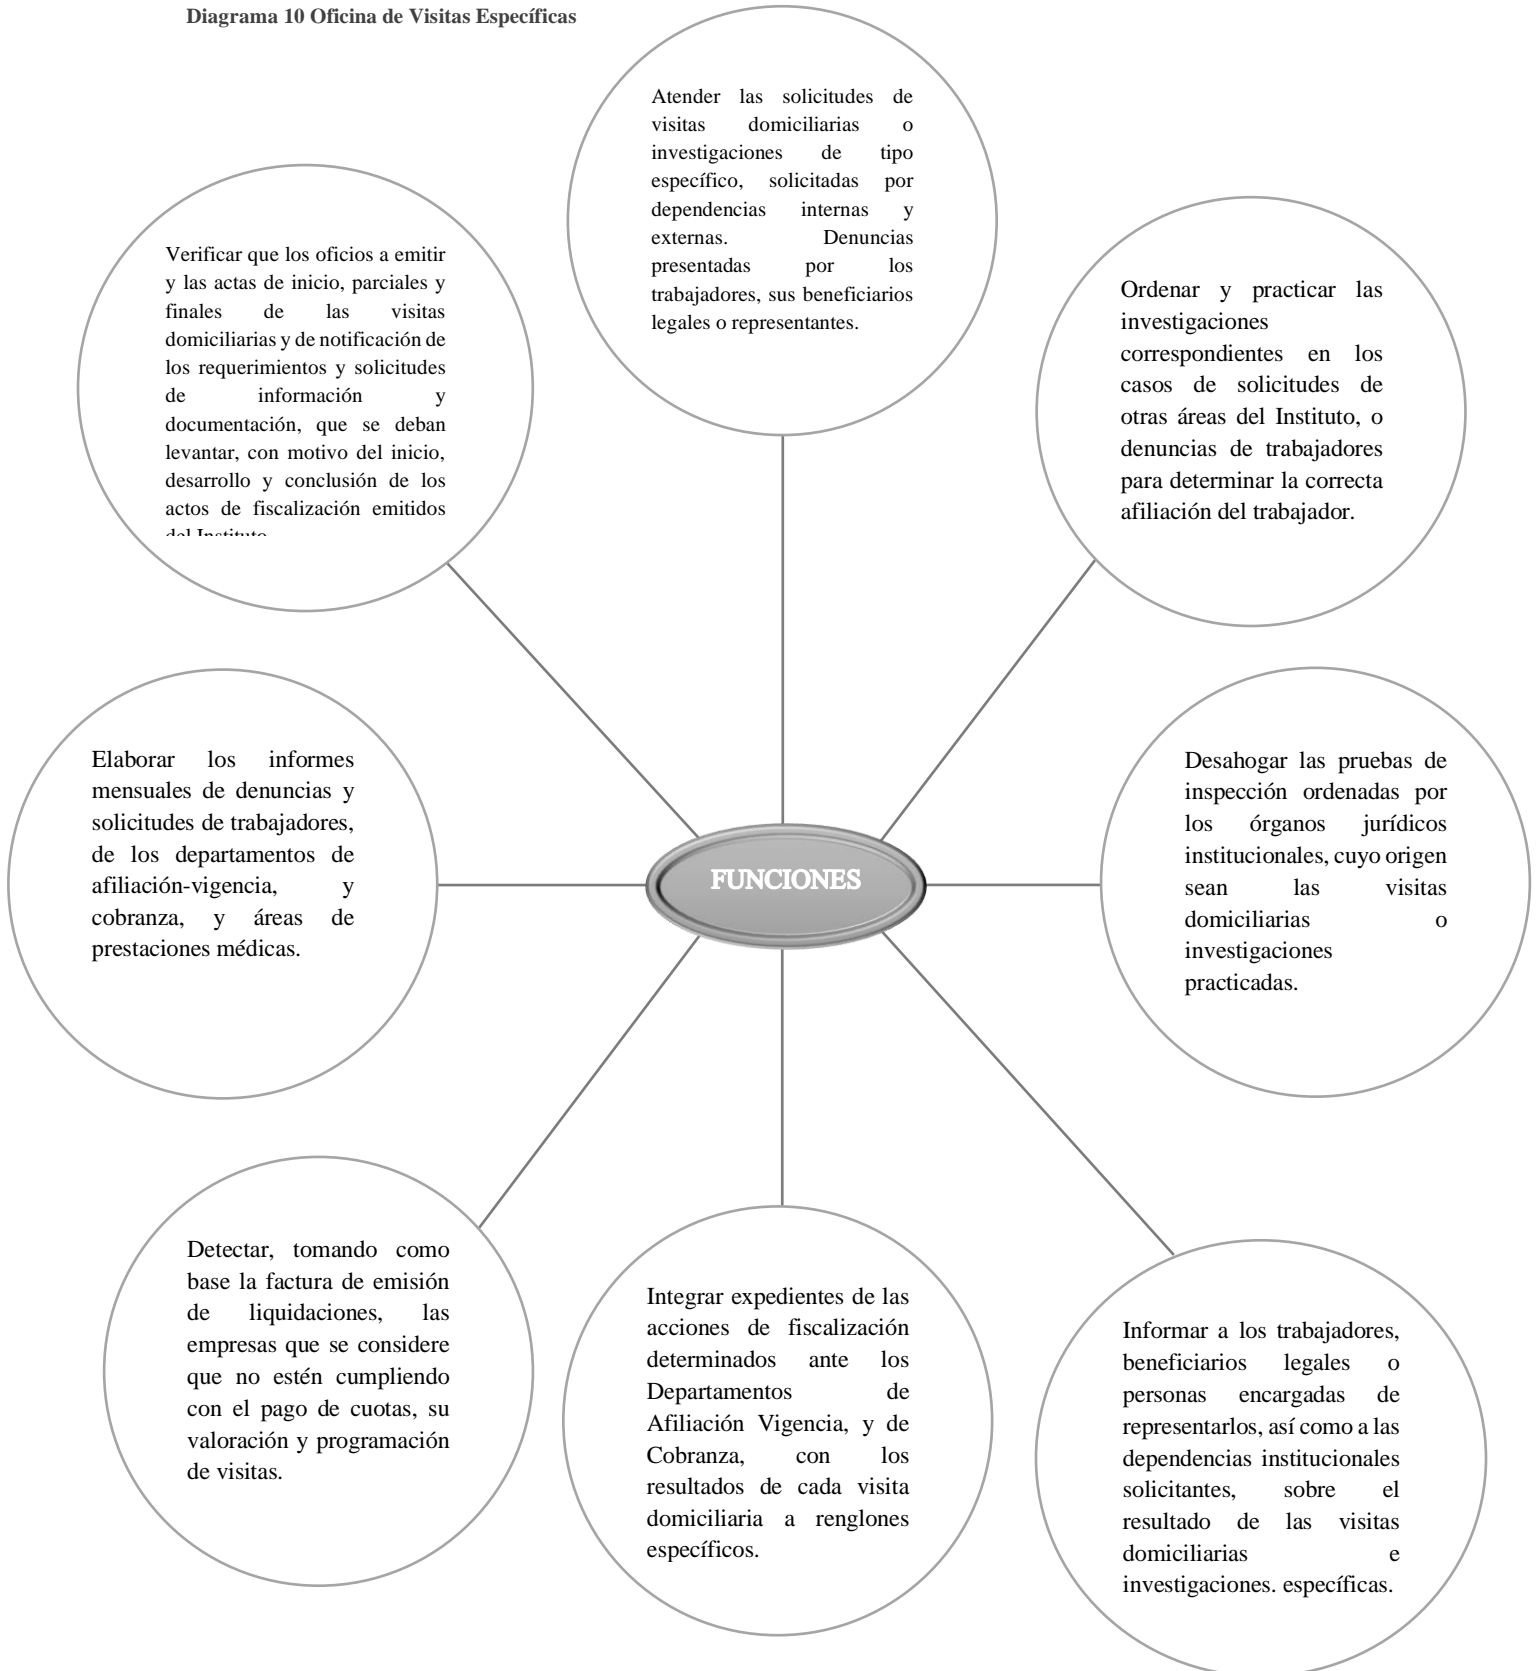 Diagrama 10 Oficina de Visitas Específicas
Atender las solicitudes de
visitas domiciliarias o
investigaciones de tipo
específico, solicitadas por
dependencias internas y
externas. Denuncias
presentadas por los
trabajadores, sus beneficiarios
legales o representantes.
Ordenar y practicar las
investigaciones
correspondientes en los
casos de solicitudes de
otras áreas del Instituto, o
denuncias de trabajadores
para determinar la correcta
afiliación del trabajador.
Desahogar las pruebas de
inspección ordenadas por
los órganos jurídicos
institucionales, cuyo origen
sean las visitas
domiciliarias o
investigaciones
practicadas.
Informar a los trabajadores,
beneficiarios legales o
personas encargadas de
representarlos, así como a las
dependencias institucionales
solicitantes, sobre el
resultado de las visitas
domiciliarias e
investigaciones. específicas.
Integrar expedientes de las
acciones de fiscalización
determinados ante los
Departamentos de
Afiliación Vigencia, y de
Cobranza, con los
resultados de cada visita
domiciliaria a renglones
específicos.
Detectar, tomando como
base la factura de emisión
de liquidaciones, las
empresas que se considere
que no estén cumpliendo
con el pago de cuotas, su
valoración y programación
de visitas.
Elaborar los informes
mensuales de denuncias y
solicitudes de trabajadores,
de los departamentos de
afiliación-vigencia, y
cobranza, y áreas de
prestaciones médicas.
Verificar que los oficios a emitir
y las actas de inicio, parciales y
finales de las visitas
domiciliarias y de notificación de
los requerimientos y solicitudes
de información y
documentación, que se deban
levantar, con motivo del inicio,
desarrollo y conclusión de los
actos de fiscalización emitidos
del Instituto
FUNCIONES